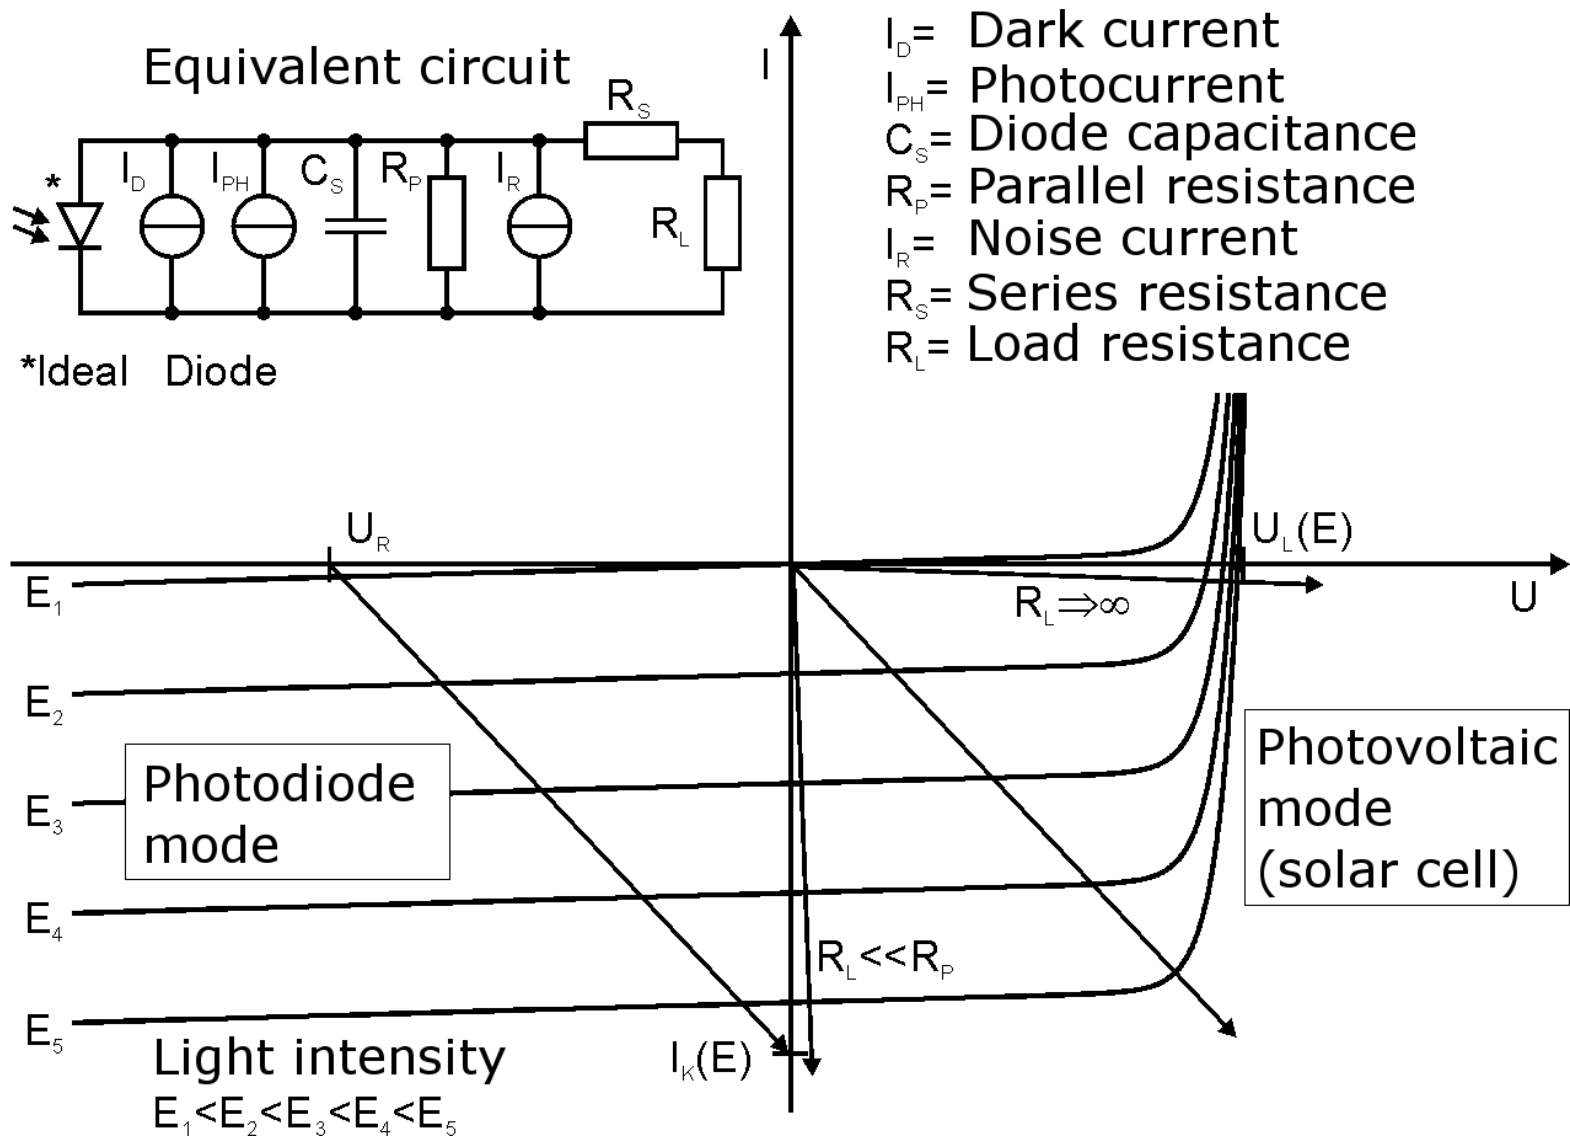 Equivalent circuit
R_S
*
I_D
I_PH
C_S
R_P
I_R
R_L
*Ideal Diode
I
I_D= Dark current
I_PH= Photocurrent
C_S= Diode capacitance
R_P= Parallel resistance
I_R= Noise current
R_S= Series resistance
R_L= Load resistance
U_R
U_L(E)
U
R_L⇒∞
E_1
E_2
E_3
E_4
E_5
Photodiode
mode
Photovoltaic
mode
(solar cell)
R_L<<R_P
I_K(E)
Light intensity
E_1<E_2<E_3<E_4<E_5